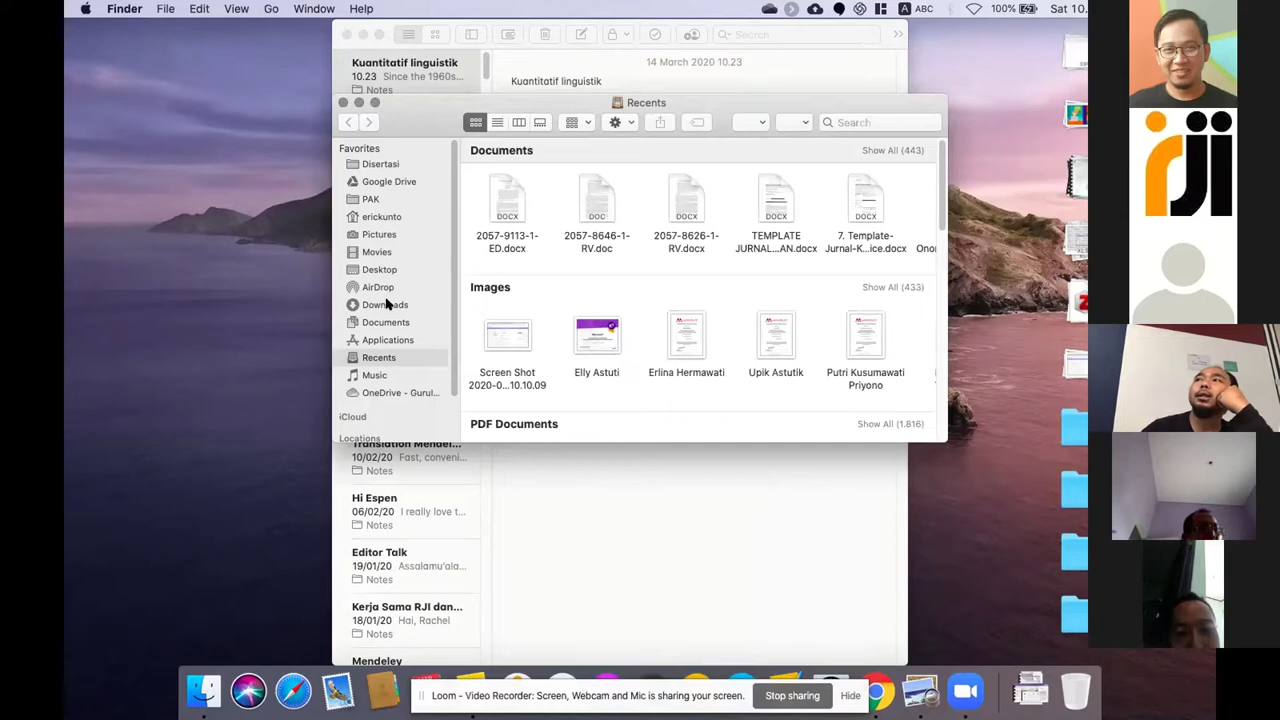 Finder File Edit View Go Window Help
ABC 100% Sat 10.
Search
Kuantitatif linguistik
10.23 Since the 1960s...
Notes
14 March 2020 10.23
Kuantitatif linguistik
Recents
Search
Favorites
Disertasi
Google Drive
PAK
erickunto
Pictures
Movies
Desktop
AirDrop
Downloads
Documents
Applications
Recents
Music
OneDrive - Gurul...
iCloud
Locations
Documents Show All (443)
DOCX DOC DOCX DOCX DOCX
2057-9113-1-ED.docx
2057-8646-1-RV.doc
2057-8626-1-RV.docx
TEMPLATE JURNAL...AN.docx
7. Template-Jurnal-K...ice.docx
Images Show All (433)
Screen Shot 2020-0...10.10.09
Elly Astuti
Erlina Hermawati
Upik Astutik
Putri Kusumawati Priyono
PDF Documents Show All (1.816)
10/02/20 Fast, conveni...
Notes
Hi Espen
06/02/20 I really love t...
Notes
Editor Talk
19/01/20 Assalamu'ala...
Notes
Kerja Sama RJI dan...
18/01/20 Hai, Rachel
Notes
Mendeley
Loom - Video Recorder: Screen, Webcam and Mic is sharing your screen. Stop sharing Hide
rji